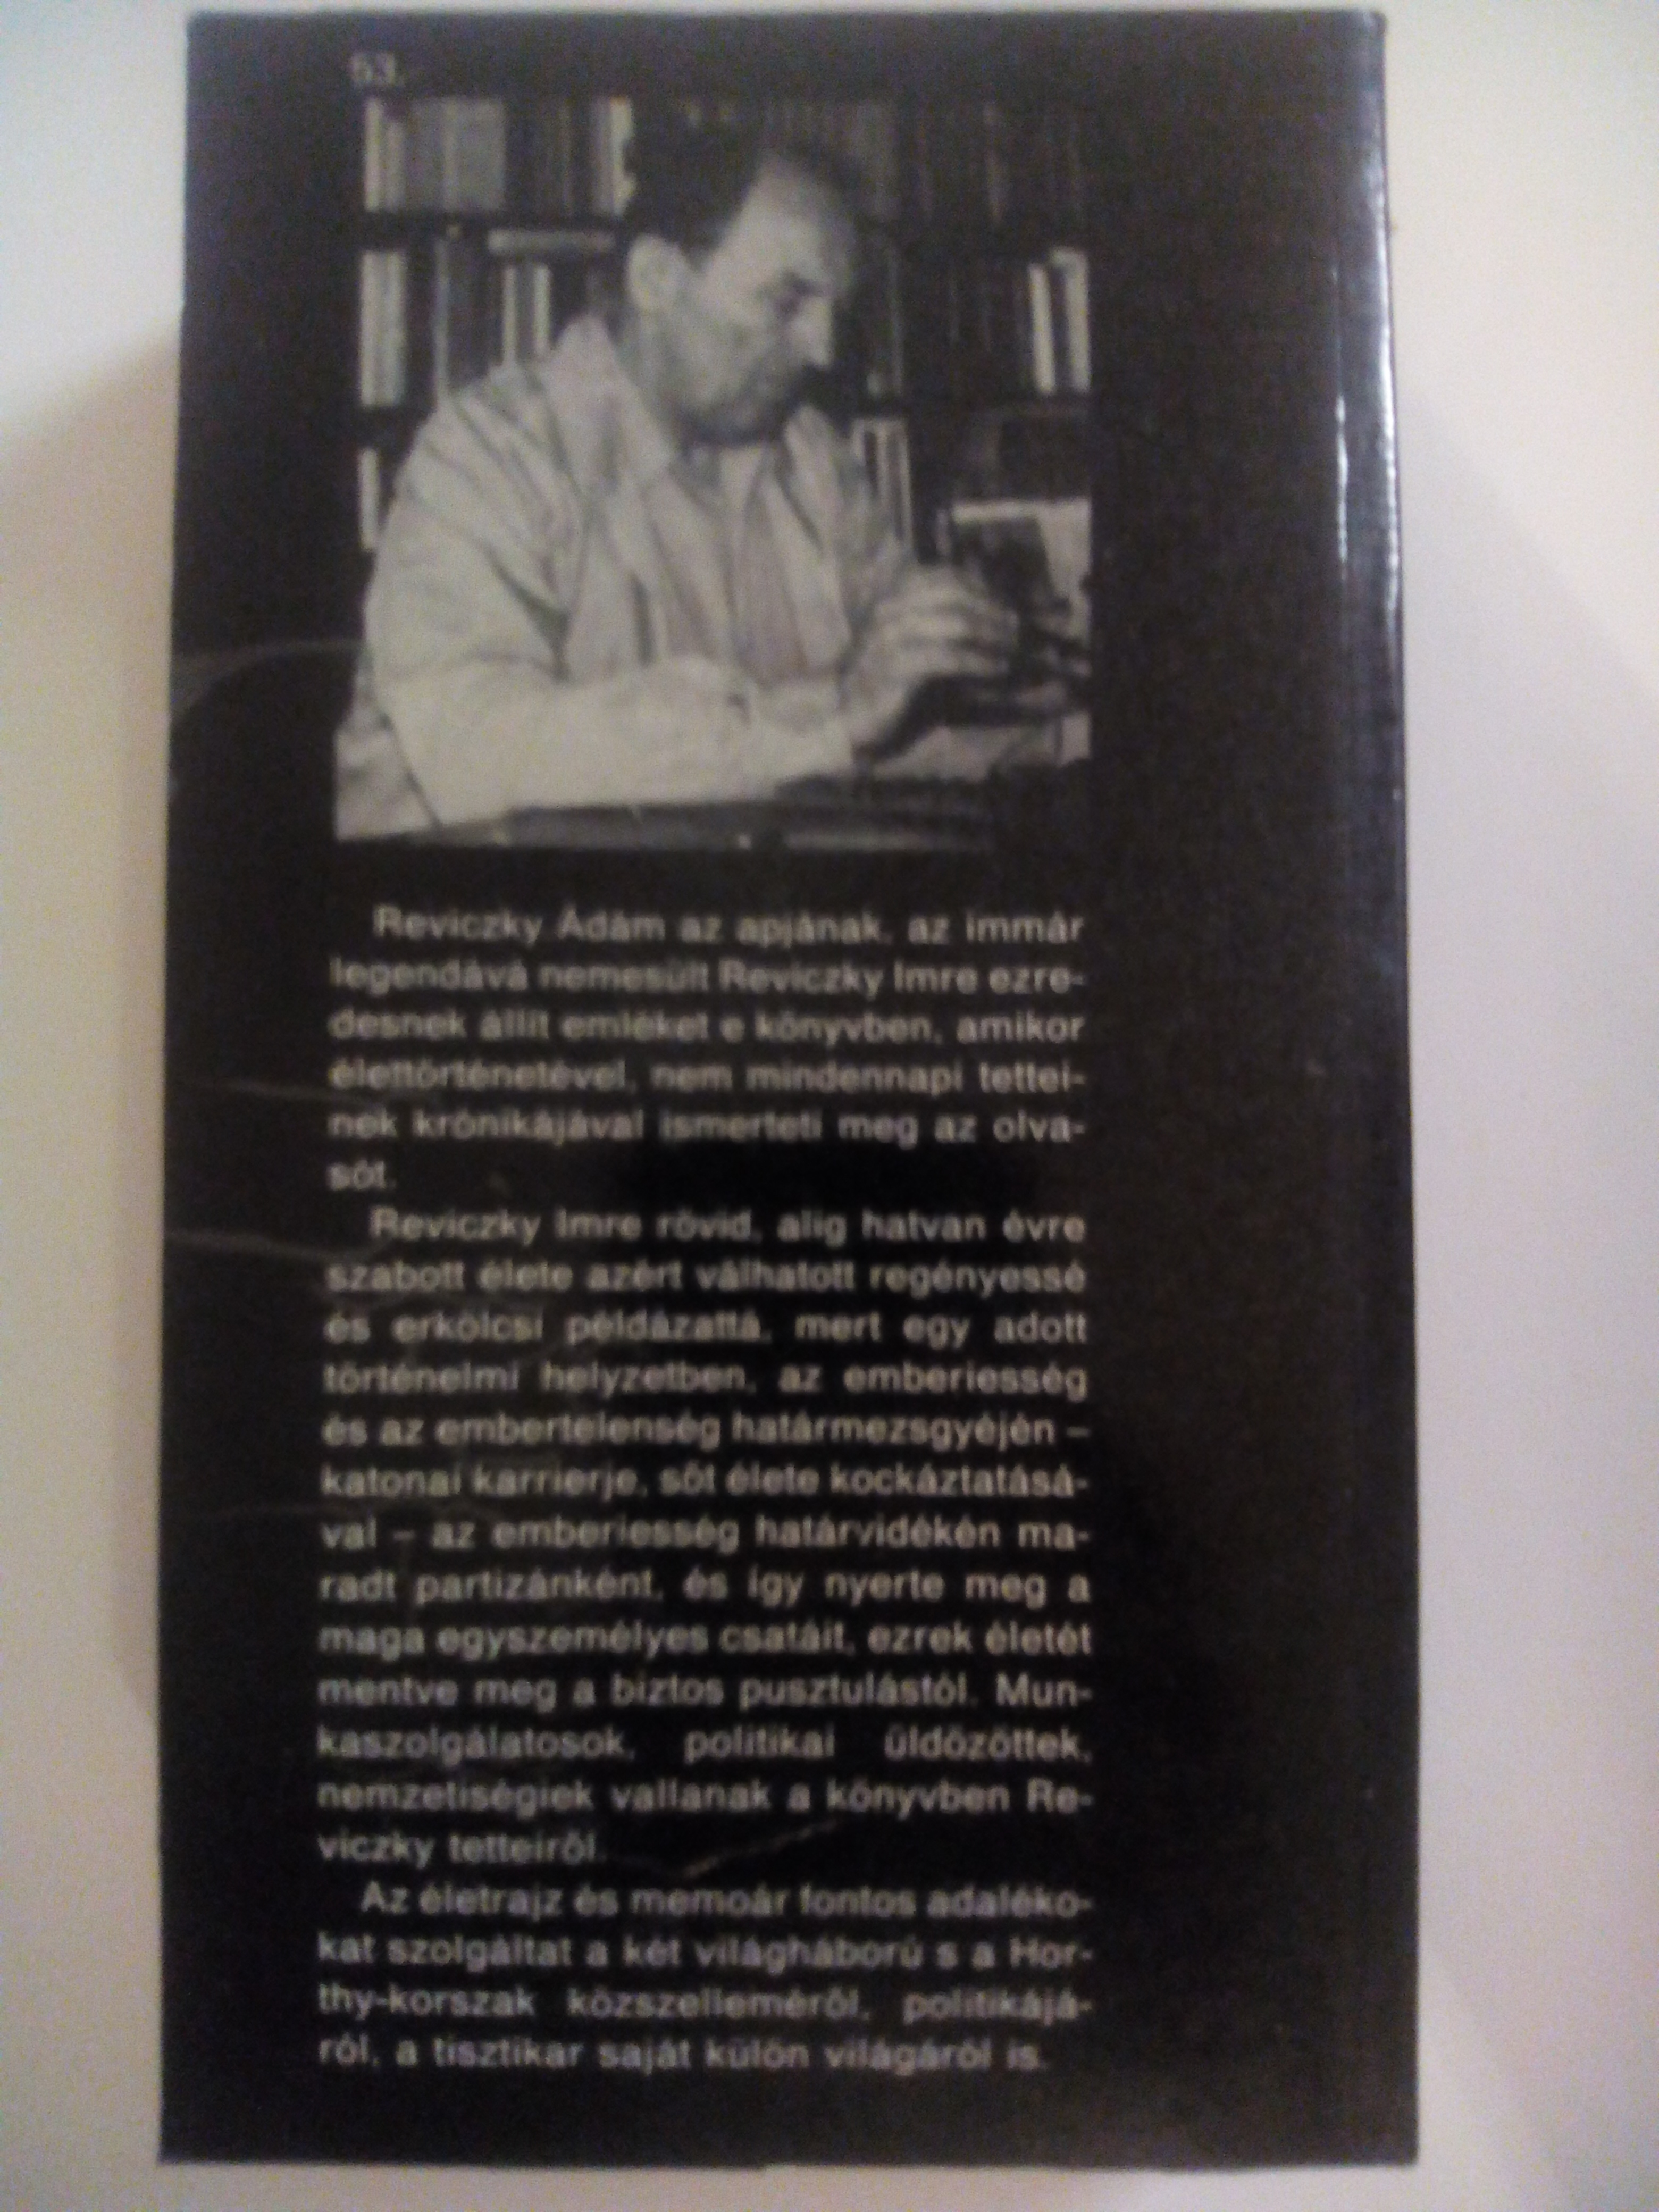 63.
Reviczky Ádám az apjának, az immár
legendává nemesült Reviczky Imre ezre-
desnek állít emléket e könyvben, amikor
élettörténetével, nem mindennapi tettei-
nek krónikájával ismerteti meg az olva-
sót.
Reviczky Imre rövid, alig hatvan évre
szabott élete azért válhatott regényessé
és erkölcsi példázattá, mert egy adott
történelmi helyzetben, az emberiesség
és az embertelenség határmezsgyéjén –
katonai karrierje, sőt élete kockáztatásá-
val – az emberiesség határvidékén ma-
radt partizánként, és így nyerte meg a
maga egyszemélyes csatáit, ezrek életét
mentve meg a biztos pusztulástól. Mun-
kaszolgálatosok, politikai üldözöttek,
nemzetiségiek vallanak a könyvben Re-
viczky tetteiről.
Az életrajz és memoár fontos adaléko-
kat szolgáltat a két világháború s a Hor-
thy-korszak közszelleméről, politikájá-
ról, a tisztikar saját külön világáról is.